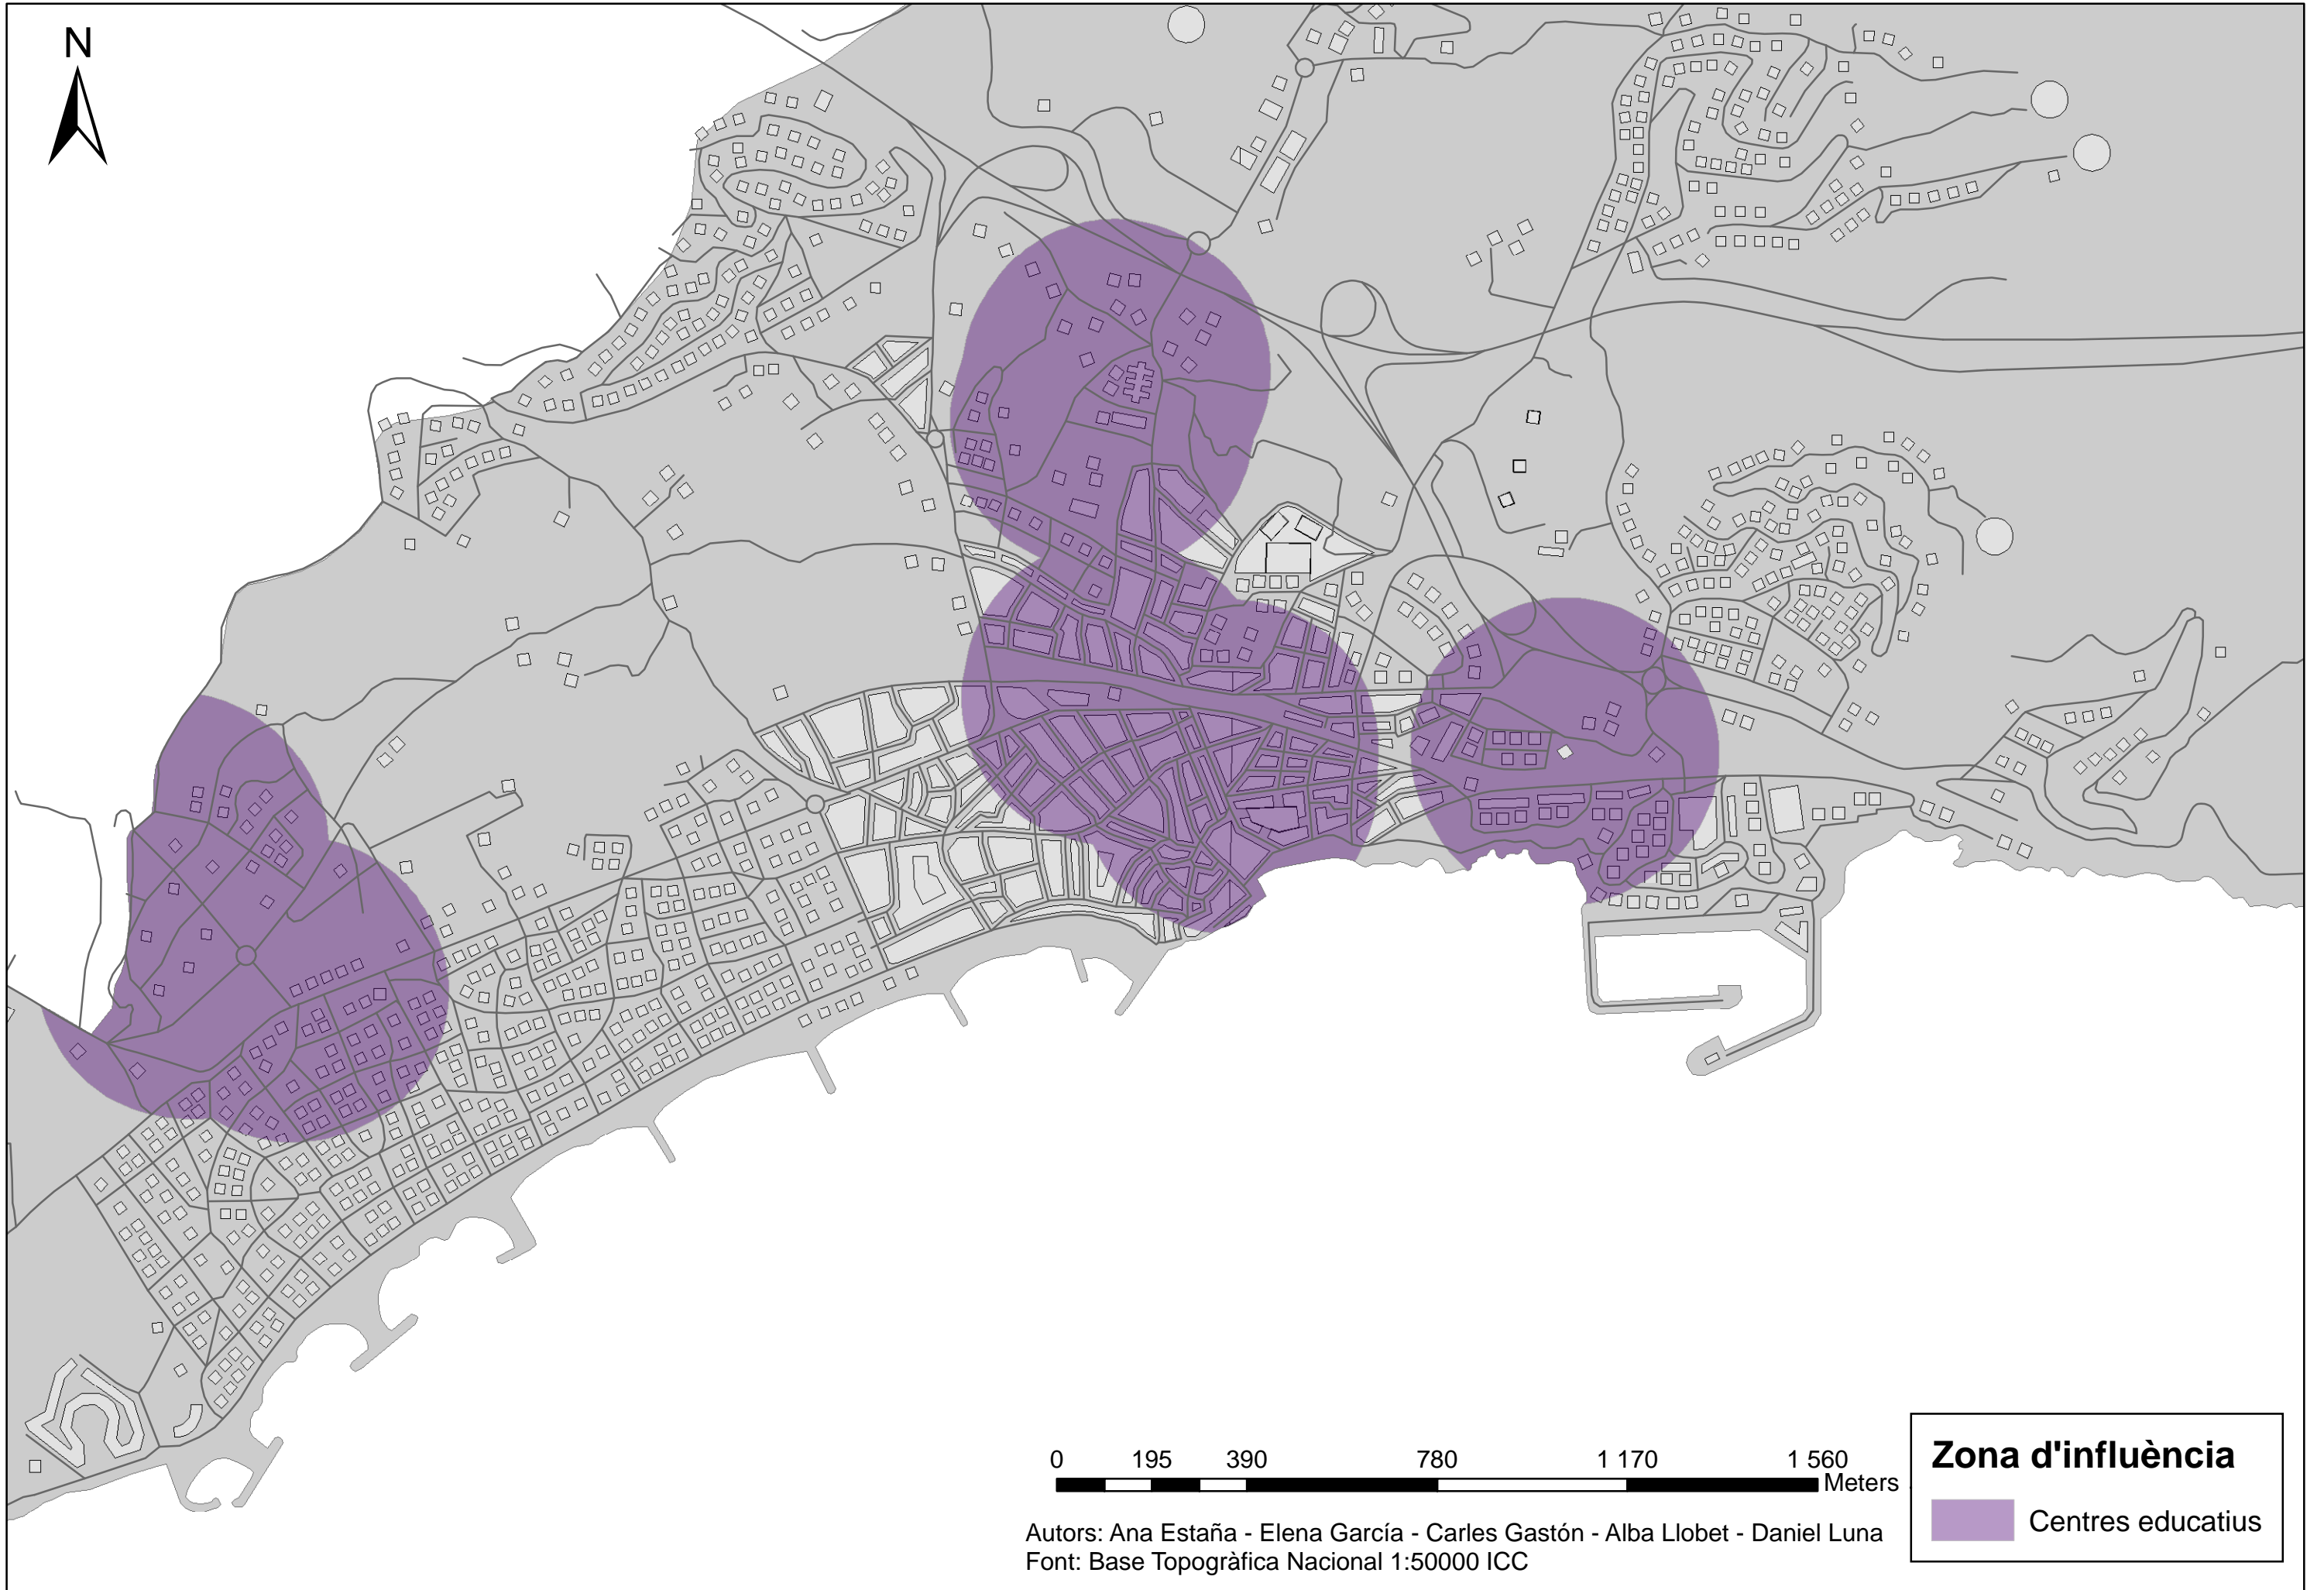 N
0 195 390 780 1 170 1 560
Meters
Autors: Ana Estaña - Elena García - Carles Gastón - Alba Llobet - Daniel Luna
Font: Base Topogràfica Nacional 1:50000 ICC
Zona d'influència
Centres educatius